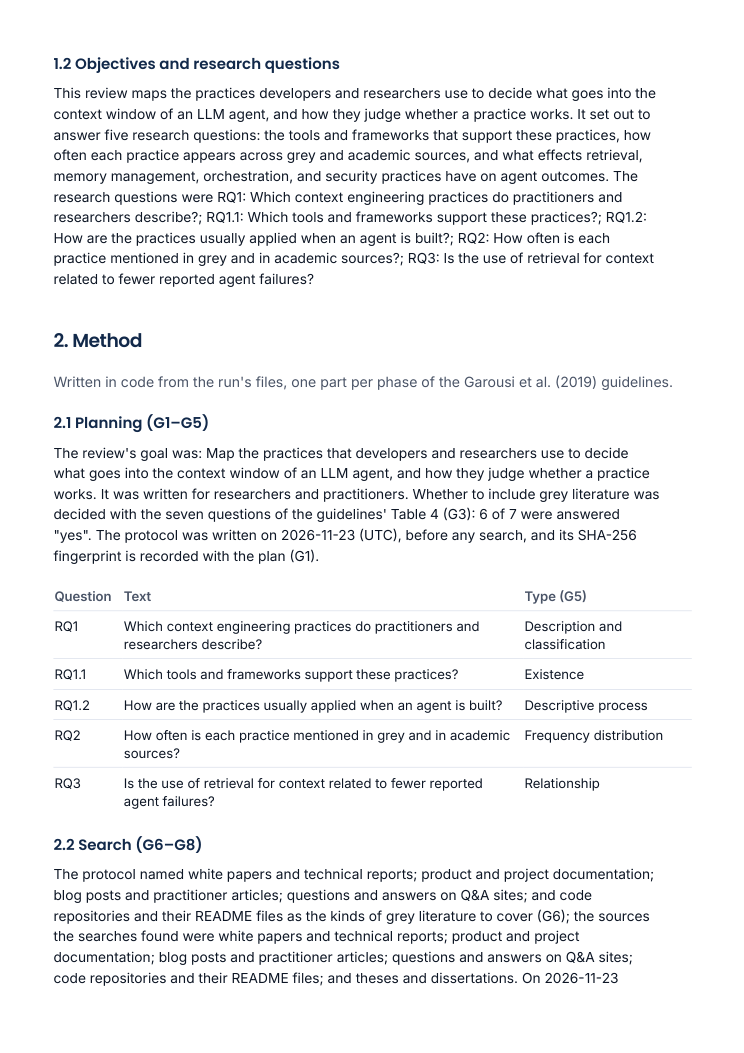 1.2 Objectives and research questions
This review maps the practices developers and researchers use to decide what goes into the
context window of an LLM agent, and how they judge whether a practice works. It set out to
answer five research questions: the tools and frameworks that support these practices, how
often each practice appears across grey and academic sources, and what effects retrieval,
memory management, orchestration, and security practices have on agent outcomes. The
research questions were RQ1: Which context engineering practices do practitioners and
researchers describe?; RQ1.1: Which tools and frameworks support these practices?; RQ1.2:
How are the practices usually applied when an agent is built?; RQ2: How often is each
practice mentioned in grey and in academic sources?; RQ3: Is the use of retrieval for context
related to fewer reported agent failures?
2. Method
Written in code from the run's files, one part per phase of the Garousi et al. (2019) guidelines.
2.1 Planning (G1–G5)
The review's goal was: Map the practices that developers and researchers use to decide
what goes into the context window of an LLM agent, and how they judge whether a practice
works. It was written for researchers and practitioners. Whether to include grey literature was
decided with the seven questions of the guidelines' Table 4 (G3): 6 of 7 were answered
"yes". The protocol was written on 2026-11-23 (UTC), before any search, and its SHA-256
fingerprint is recorded with the plan (G1).
Question Text Type (G5)
RQ1 Which context engineering practices do practitioners and Description and
researchers describe? classification
RQ1.1 Which tools and frameworks support these practices? Existence
RQ1.2 How are the practices usually applied when an agent is built? Descriptive process
RQ2 How often is each practice mentioned in grey and in academic Frequency distribution
sources?
RQ3 Is the use of retrieval for context related to fewer reported Relationship
agent failures?
2.2 Search (G6–G8)
The protocol named white papers and technical reports; product and project documentation;
blog posts and practitioner articles; questions and answers on Q&A sites; and code
repositories and their README files as the kinds of grey literature to cover (G6); the sources
the searches found were white papers and technical reports; product and project
documentation; blog posts and practitioner articles; questions and answers on Q&A sites;
code repositories and their README files; and theses and dissertations. On 2026-11-23